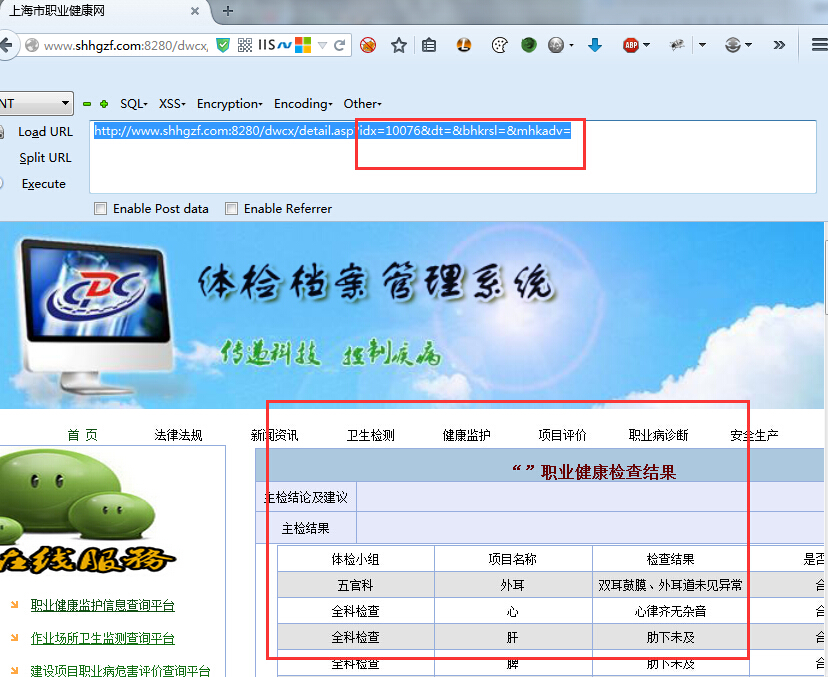 上海市职业健康网
www.shhgzf.com:8280/dwcx,
IIS
ABP
NT
SQL
XSS
Encryption
Encoding
Other
Load URL
http://www.shhgzf.com:8280/dwcx/detail.asp?idx=10076&dt=&bhkrsl=&mhkadv=
Split URL
Execute
Enable Post data
Enable Referrer
CDC
体检档案管理系统
传递科技 控制疾病
首 页
法律法规
新闻资讯
卫生检测
健康监护
项目评价
职业病诊断
安全生产
“ ”职业健康检查结果
主检结论及建议
主检结果
体检小组 项目名称 检查结果 是否
五官科 外耳 双耳鼓膜、外耳道未见异常 合
全科检查 心 心律齐无杂音 合
全科检查 肝 肋下未及 合
全科检查 脾 肋下未及 合
在线服务
职业健康监护信息查询平台
作业场所卫生监测查询平台
建设项目职业病危害评价查询平台